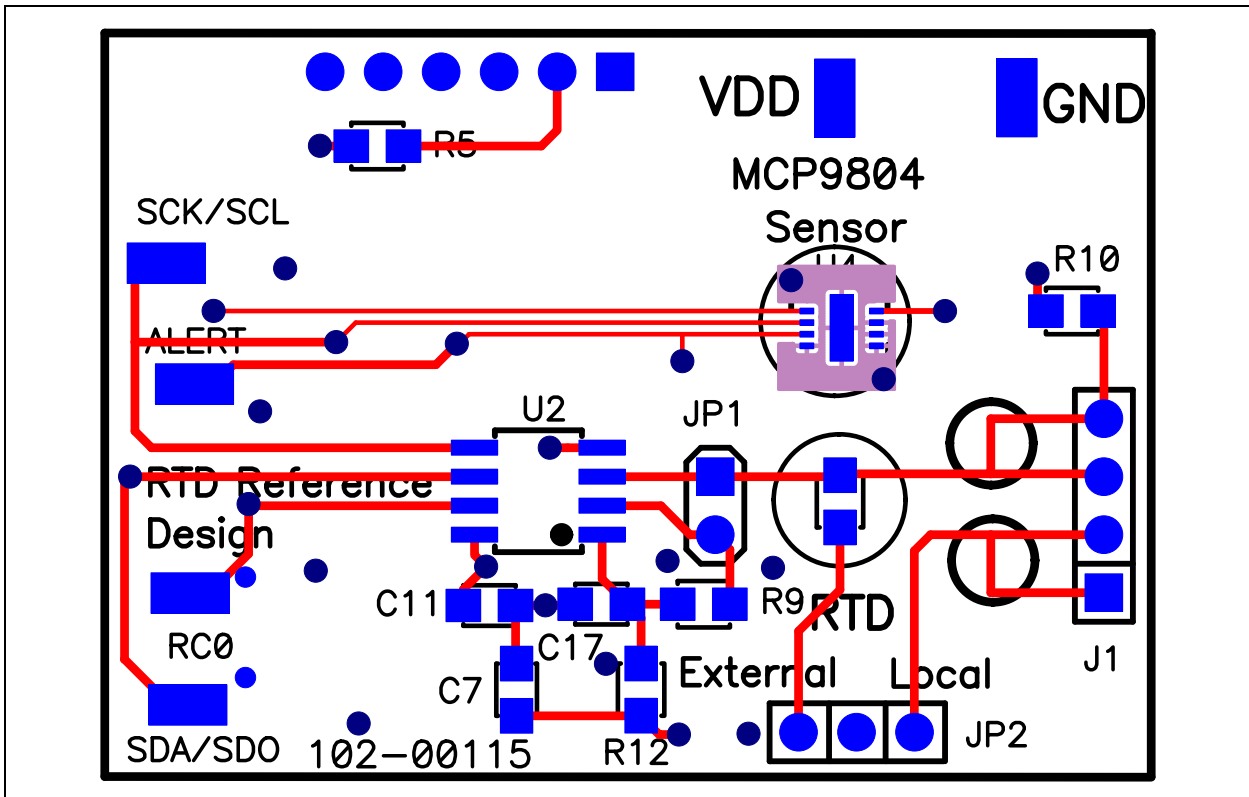 VDD
GND
R5
MCP9804
Sensor
SCK/SCL
U4
R10
ALERT
U2
JP1
RTD Reference
Design
C11
R9
RTD
RC0
C17
J1
External
Local
C7
SDA/SDO
102-00115
R12
JP2